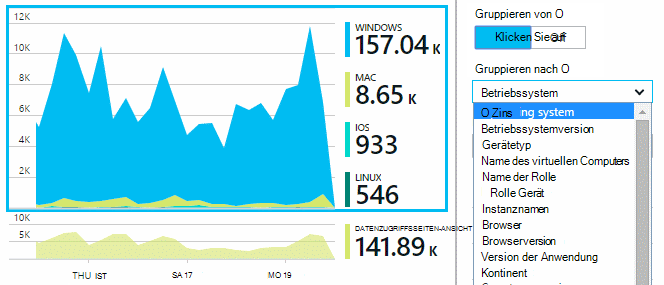 12K
10K
8K
6K
4K
2K
WINDOWS
157.04 K
MAC
8.65 K
IOS
933
LINUX
546
10K
5K
DATENZUGRIFFSSEITEN-ANSICHT
141.89 K
THU IST
SA 17
MO 19
Gruppieren von O
Klicken Sie auf Off
Gruppieren nach O
Betriebssystem
O Zins ing system
Betriebssystemversion
Gerätetyp
Name des virtuellen Computers
Name der Rolle
Rolle Gerät
Instanznamen
Browser
Browserversion
Version der Anwendung
Kontinent